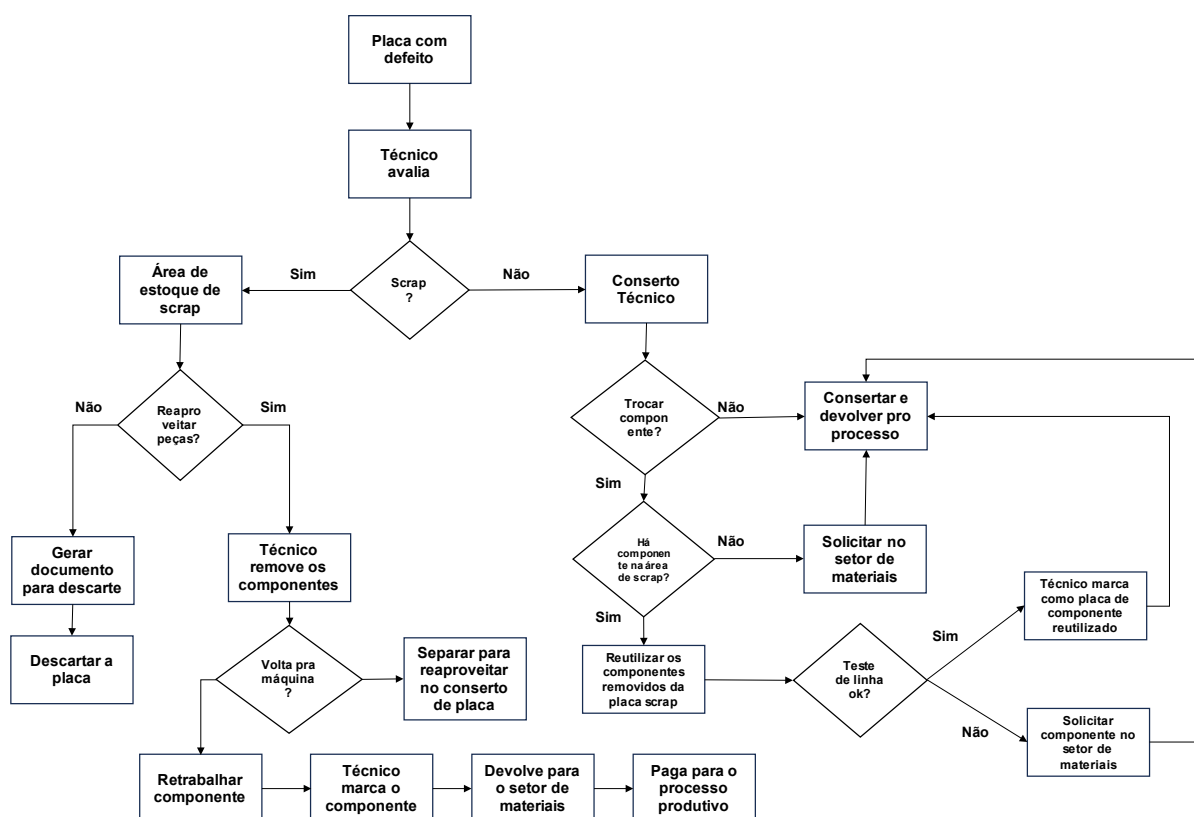 Placa com
defeito
Técnico
avalia
Scrap
?
Sim
Não
Área de
estoque de
scrap
Conserto
Técnico
Reapro
veitar
peças?
Não
Sim
Trocar
compon
ente?
Não
Sim
Consertar e
devolver pro
processo
Gerar
documento
para descarte
Descartar a
placa
Técnico
remove os
componentes
Há
componen
te na área
de scrap?
Não
Sim
Solicitar no
setor de
materiais
Volta pra
máquina
?
Separar para
reaproveitar
no conserto
de placa
Reutilizar os
componentes
removidos da
placa scrap
Teste
de linha
ok?
Sim
Não
Técnico marca
como placa de
componente
reutilizado
Solicitar
componente no
setor de
materiais
Retrabalhar
componente
Técnico
marca o
componente
Devolve para
o setor de
materiais
Paga para o
processo
produtivo